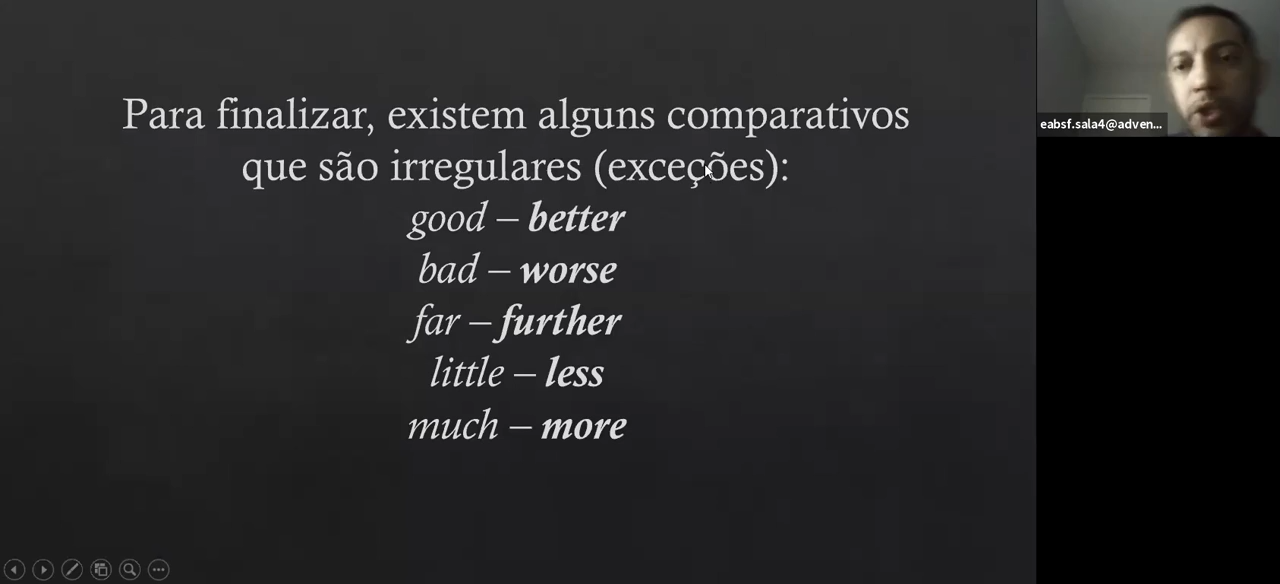 Para finalizar, existem alguns comparativos
que são irregulares (exceções):
good – better
bad – worse
far – further
little – less
much – more
eabsf.sala4@adven...